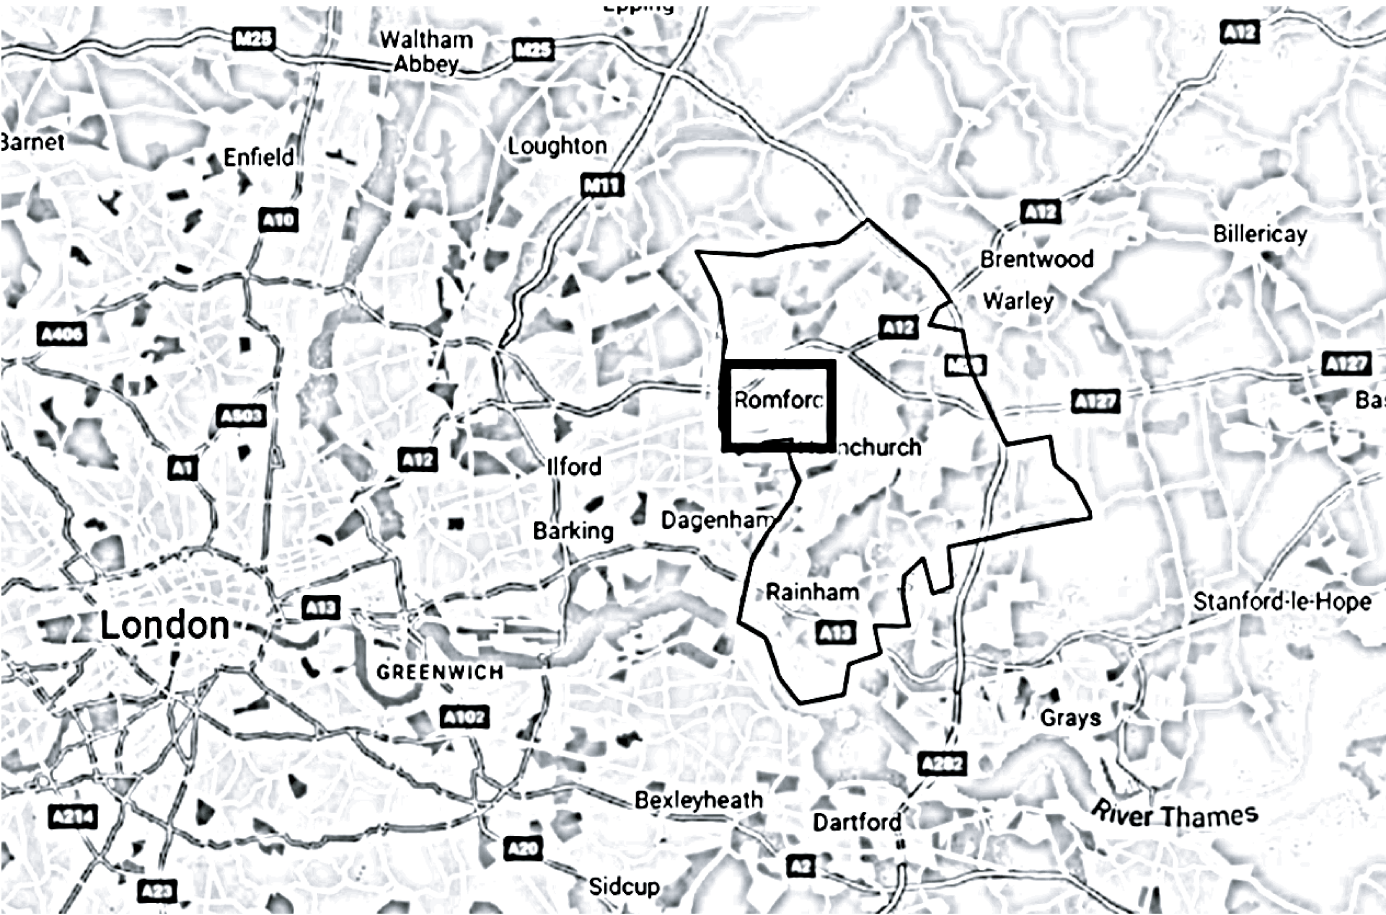 Epping
M25
Waltham
Abbey
M25
A12
Barnet
Enfield
Loughton
M11
A10
A12
Brentwood
Billericay
Warley
A406
A12
A127
A127
Romford
A503
A12
A1
Ilford
Barking
Dagenham
Rainham
A13
London
A13
Stanford-le-Hope
GREENWICH
A102
Grays
A282
Bexleyheath
Dartford
River Thames
A214
A20
A2
A23
Sidcup